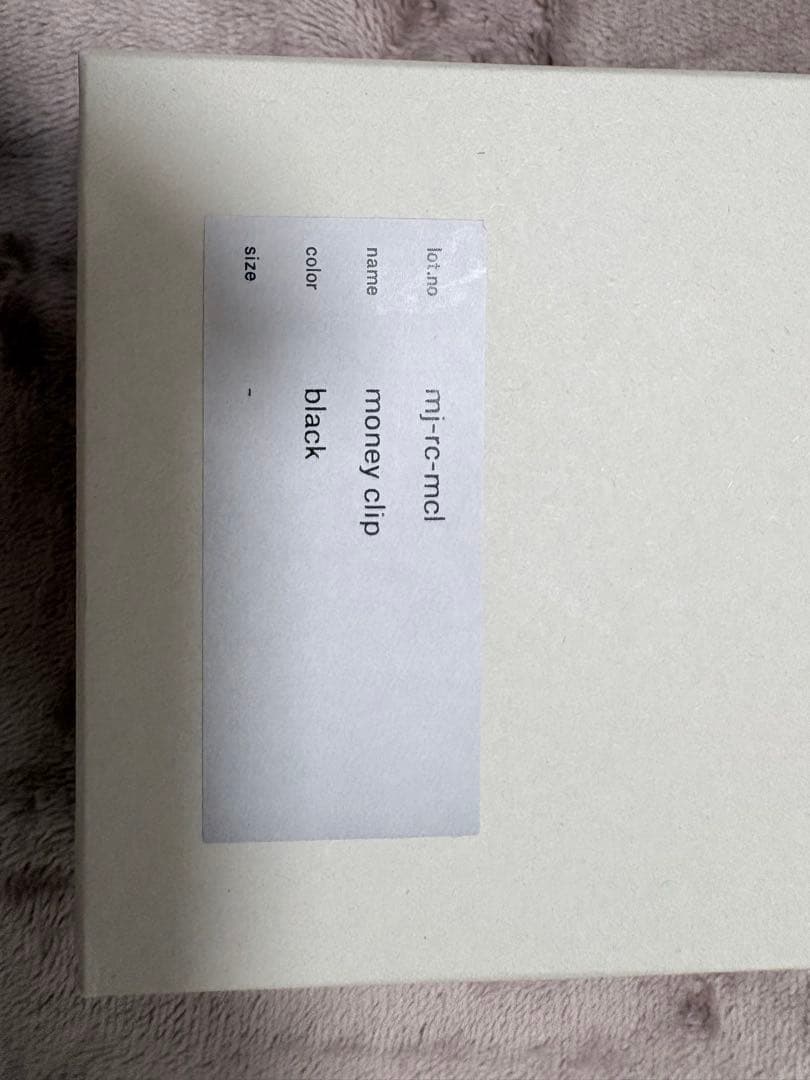 lot.no mj-rc-mcl
name money clip
color black
size -